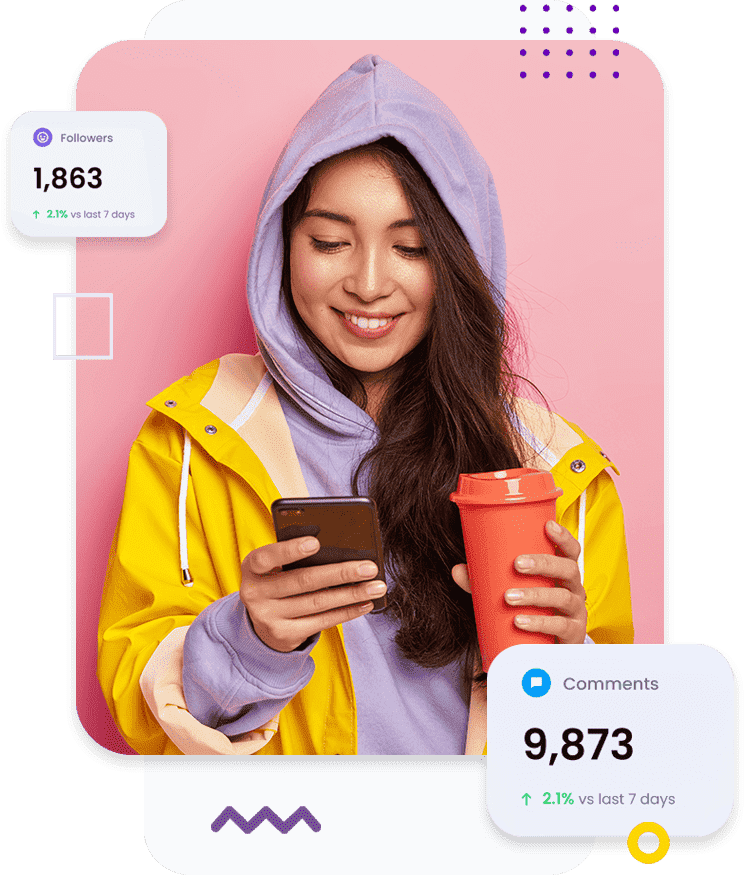 Followers
1,863
2.1% vs last 7 days
Comments
9,873
2.1% vs last 7 days